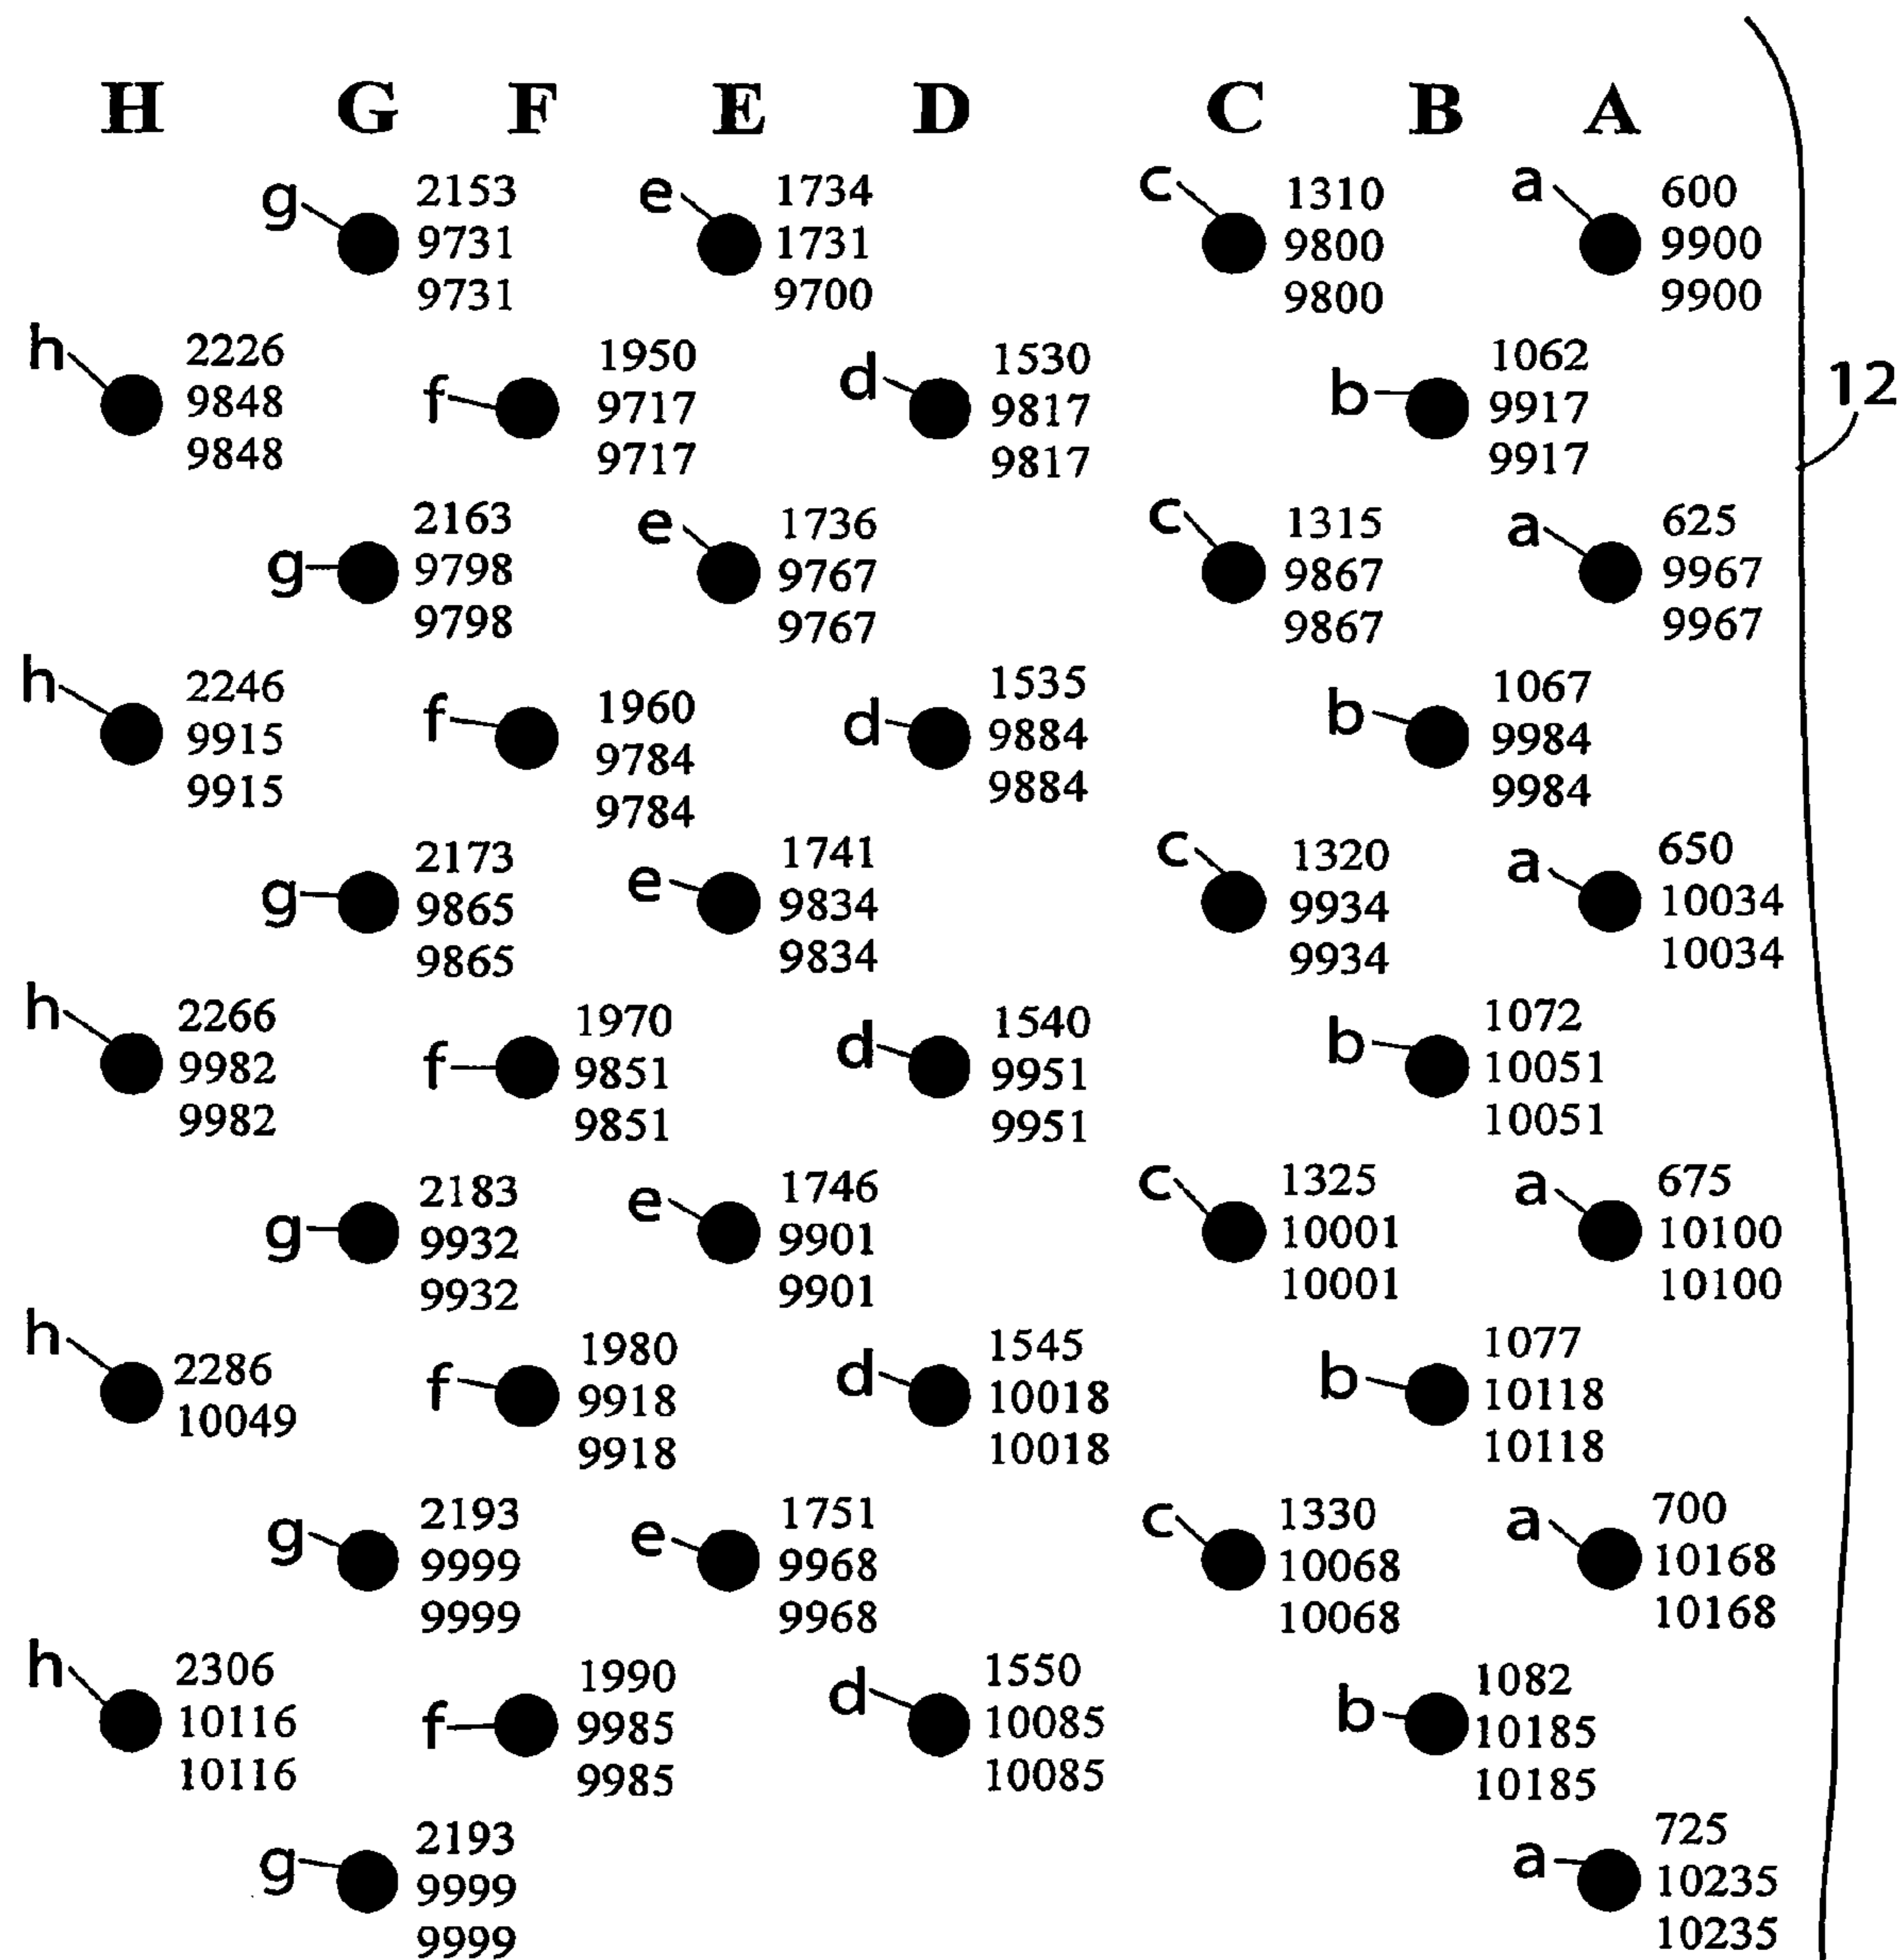 H G F E D C B A
g 2153 e 1734 c 1310 a 600
9731 1731 9800 9900
9731 9700 9800 9900
h 2226 f 1950 d 1530 b 1062 12
9848 9717 9817 9917
9848 9717 9817 9917
g 2163 e 1736 c 1315 a 625
9798 9767 9867 9967
9798 9767 9867 9967
h 2246 f 1960 d 1535 b 1067
9915 9784 9884 9984
9915 9784 9884 9984
g 2173 e 1741 c 1320 a 650
9865 9834 9934 10034
9865 9834 9934 10034
h 2266 f 1970 d 1540 b 1072
9982 9851 9951 10051
9982 9851 9951 10051
g 2183 e 1746 c 1325 a 675
9932 9901 10001 10100
9932 9901 10001 10100
h 2286 f 1980 d 1545 b 1077
10049 9918 10018 10118
9918 10018 10118
g 2193 e 1751 c 1330 a 700
9999 9968 10068 10168
9999 9968 10068 10168
h 2306 f 1990 d 1550 b 1082
10116 9985 10085 10185
10116 9985 10085 10185
g 2193 a 725
9999 10235
9999 10235